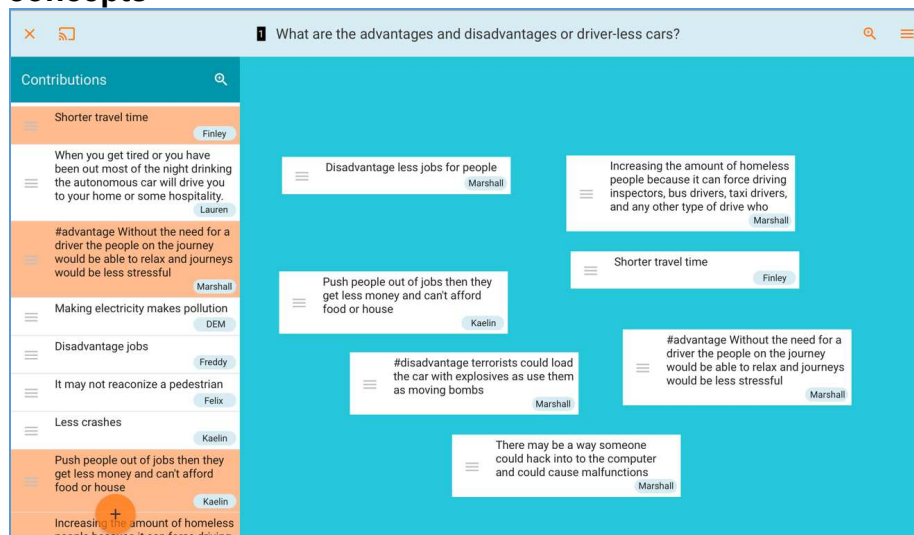 concepts
1 What are the advantages and disadvantages or driver-less cars?
Contributions
Shorter travel time
Finley
When you get tired or you have
been out most of the night drinking
the autonomous car will drive you
to your home or some hospitality.
Lauren
#advantage Without the need for a
driver the people on the journey
would be able to relax and journeys
would be less stressful
Marshall
Making electricity makes pollution
DEM
Disadvantage jobs
Freddy
It may not reaconize a pedestrian
Felix
Less crashes
Kaelin
Push people out of jobs then they
get less money and can't afford
food or house
Kaelin
+
Increasing the amount of homeless
people because it can force driving
Disadvantage less jobs for people
Marshall
Increasing the amount of homeless
people because it can force driving
inspectors, bus drivers, taxi drivers,
and any other type of drive who
Marshall
Shorter travel time
Finley
Push people out of jobs then they
get less money and can't afford
food or house
Kaelin
#advantage Without the need for a
driver the people on the journey
would be able to relax and journeys
would be less stressful
Marshall
#disadvantage terrorists could load
the car with explosives as use them
as moving bombs
Marshall
There may be a way someone
could hack into to the computer
and could cause malfunctions
Marshall